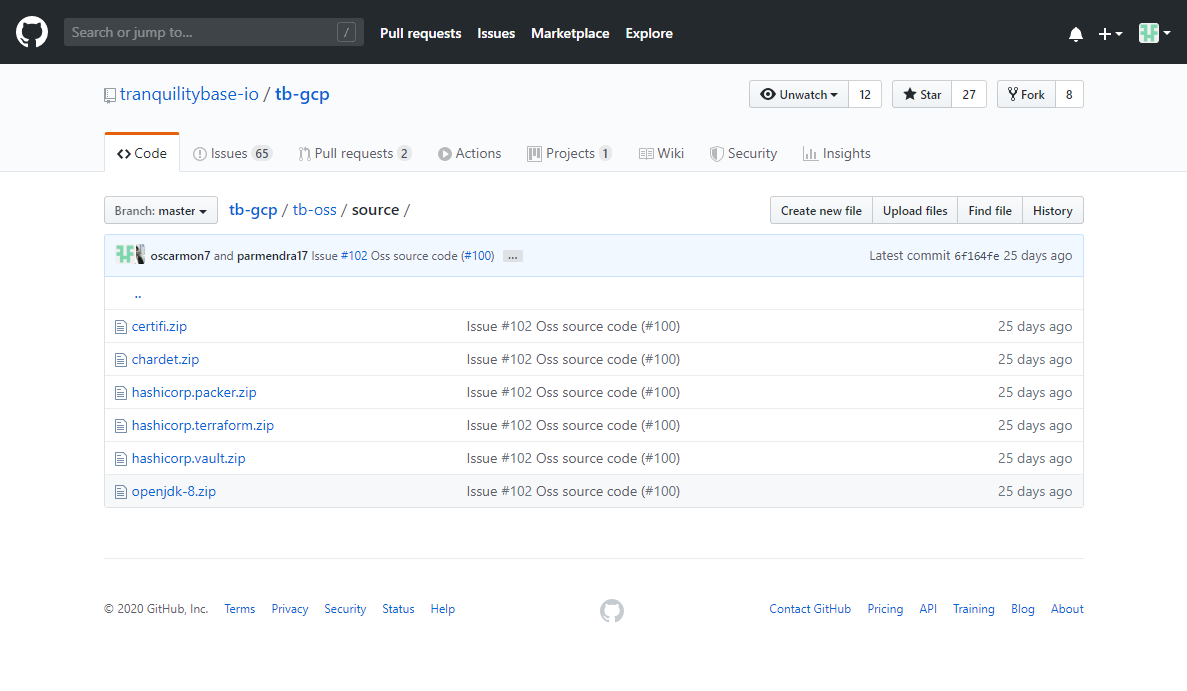 Search or jump to... / Pull requests Issues Marketplace Explore
tranquilitybase-io / tb-gcp Unwatch 12 Star 27 Fork 8
Code Issues 65 Pull requests 2 Actions Projects 1 Wiki Security Insights
Branch: master tb-gcp / tb-oss / source / Create new file Upload files Find file History
oscarmon7 and parmendra17 Issue #102 Oss source code (#100) ... Latest commit 6f164fe 25 days ago
..
certifi.zip Issue #102 Oss source code (#100) 25 days ago
chardet.zip Issue #102 Oss source code (#100) 25 days ago
hashicorp.packer.zip Issue #102 Oss source code (#100) 25 days ago
hashicorp.terraform.zip Issue #102 Oss source code (#100) 25 days ago
hashicorp.vault.zip Issue #102 Oss source code (#100) 25 days ago
openjdk-8.zip Issue #102 Oss source code (#100) 25 days ago
© 2020 GitHub, Inc. Terms Privacy Security Status Help Contact GitHub Pricing API Training Blog About